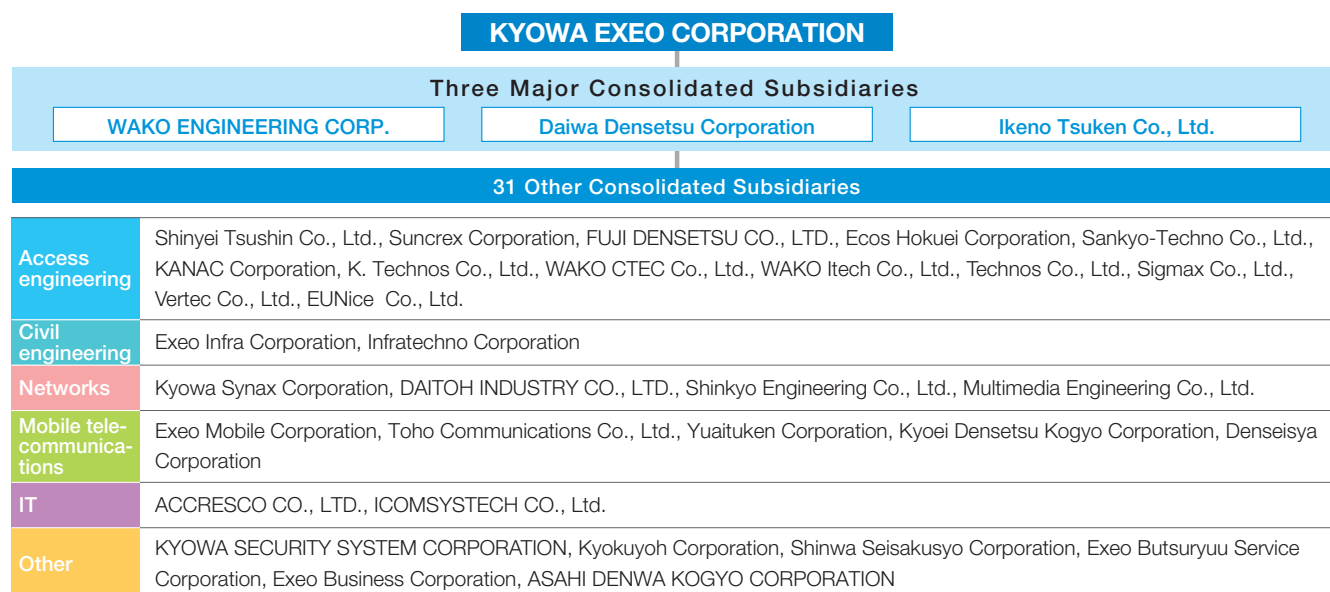 KYOWA EXEO CORPORATION
Three Major Consolidated Subsidiaries
WAKO ENGINEERING CORP.
Daiwa Densetsu Corporation
Ikeno Tsuken Co., Ltd.
31 Other Consolidated Subsidiaries
Access
engineering
Shinyei Tsushin Co., Ltd., Suncrex Corporation, FUJI DENSETSU CO., LTD., Ecos Hokuei Corporation, Sankyo-Techno Co., Ltd.,
KANAC Corporation, K. Technos Co., Ltd., WAKO CTEC Co., Ltd., WAKO Itech Co., Ltd., Technos Co., Ltd., Sigmax Co., Ltd.,
Vertec Co., Ltd., EUNice Co., Ltd.
Civil
engineering
Exeo Infra Corporation, Infratechno Corporation
Networks
Kyowa Synax Corporation, DAITOH INDUSTRY CO., LTD., Shinkyo Engineering Co., Ltd., Multimedia Engineering Co., Ltd.
Mobile tele-
communica-
tions
Exeo Mobile Corporation, Toho Communications Co., Ltd., Yuaituken Corporation, Kyoei Densetsu Kogyo Corporation, Denseisya
Corporation
IT
ACCRESCO CO., LTD., ICOMSYSTECH CO., Ltd.
Other
KYOWA SECURITY SYSTEM CORPORATION, Kyokuyoh Corporation, Shinwa Seisakusyo Corporation, Exeo Butsuryuu Service
Corporation, Exeo Business Corporation, ASAHI DENWA KOGYO CORPORATION